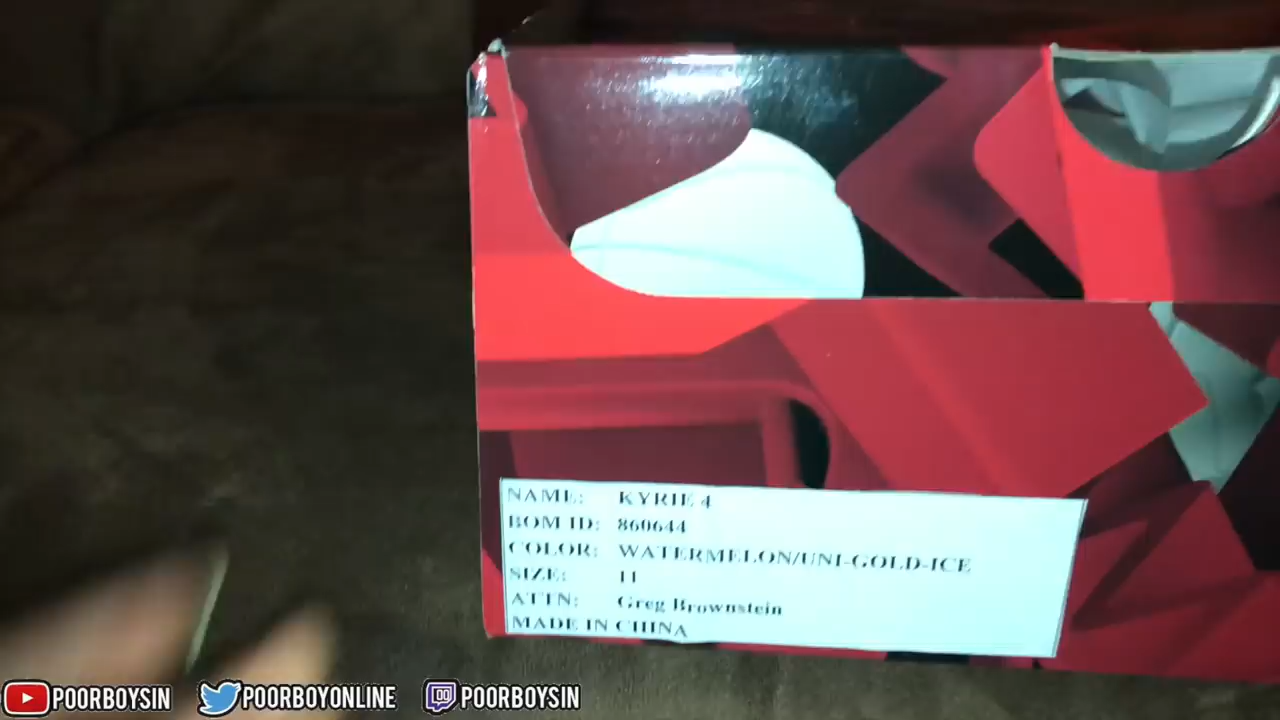 NAME: KYRIE 4
BOM ID: 860644
COLOR: WATERMELON/UNI-GOLD-ICE
SIZE: 11
ATTN: Greg Brownstein
MADE IN CHINA
POORBOYSIN POORBOYONLINE POORBOYSIN